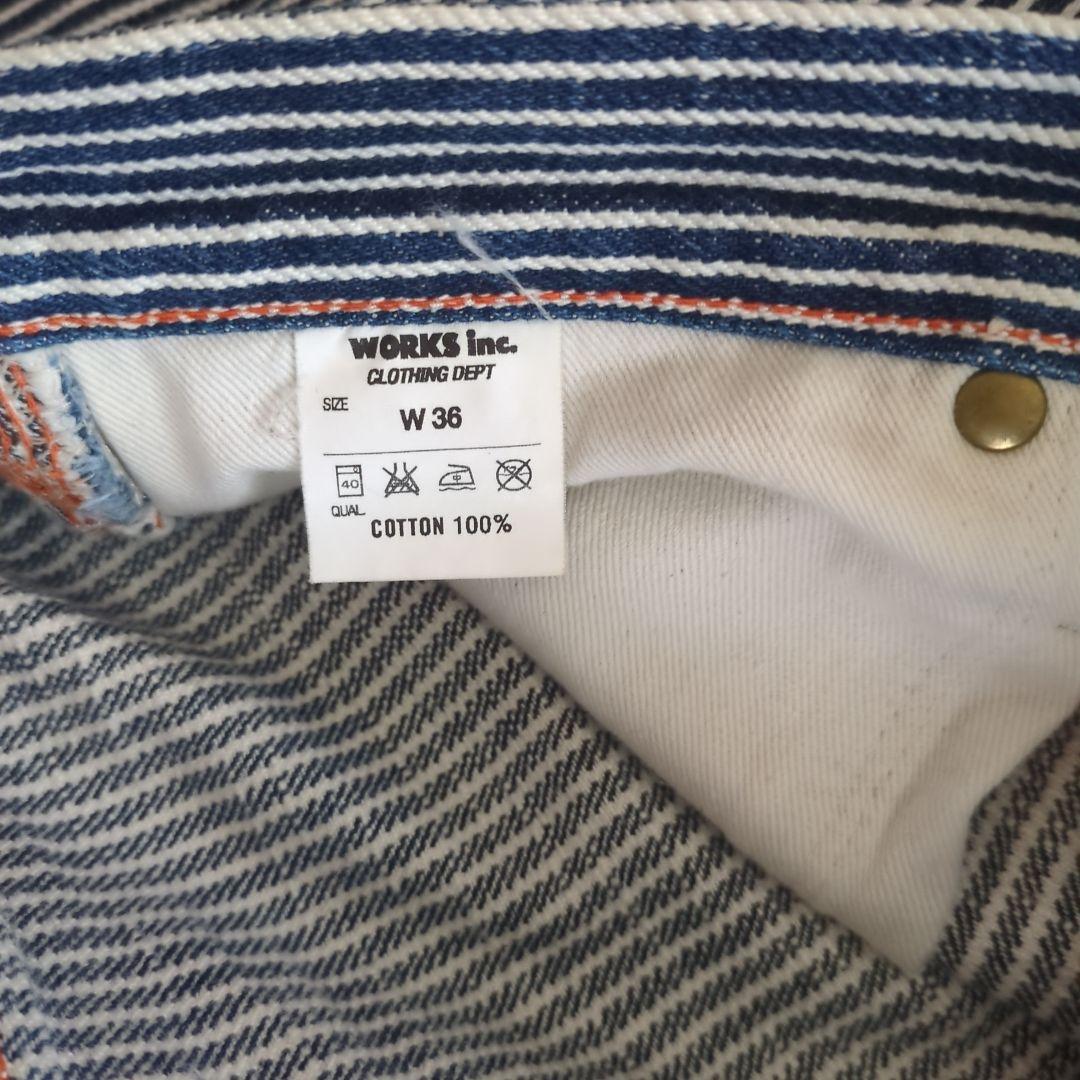 WORKS inc.
CLOTHING DEPT
SIZE
W 36
40
QUAL
COTTON 100%